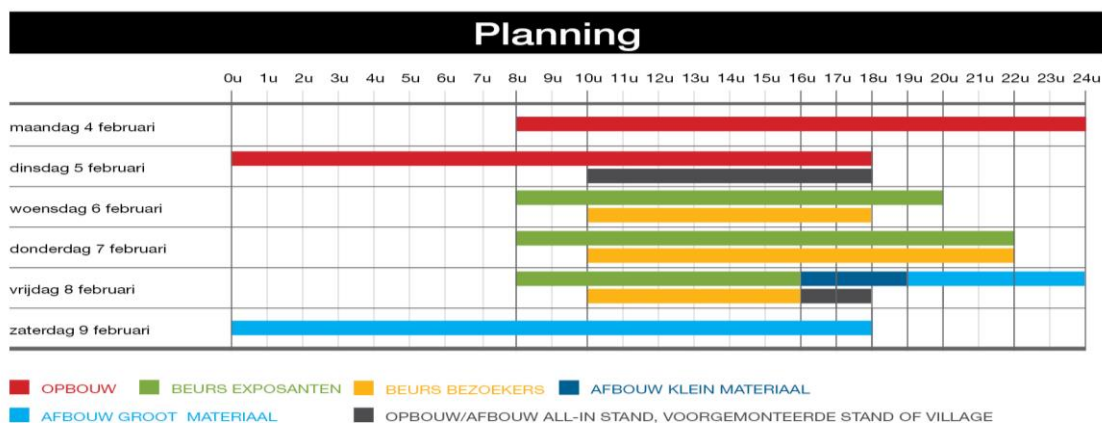 Planning
0u 1u 2u 3u 4u 5u 6u 7u 8u 9u 10u 11u 12u 13u 14u 15u 16u 17u 18u 19u 20u 21u 22u 23u 24u
maandag 4 februari
dinsdag 5 februari
woensdag 6 februari
donderdag 7 februari
vrijdag 8 februari
zaterdag 9 februari
OPBOUW BEURS EXPOSANTEN BEURS BEZOEKERS AFBOUW KLEIN MATERIAAL
AFBOUW GROOT MATERIAAL OPBOUW/AFBOUW ALL-IN STAND, VOORGEMONTEERDE STAND OF VILLAGE